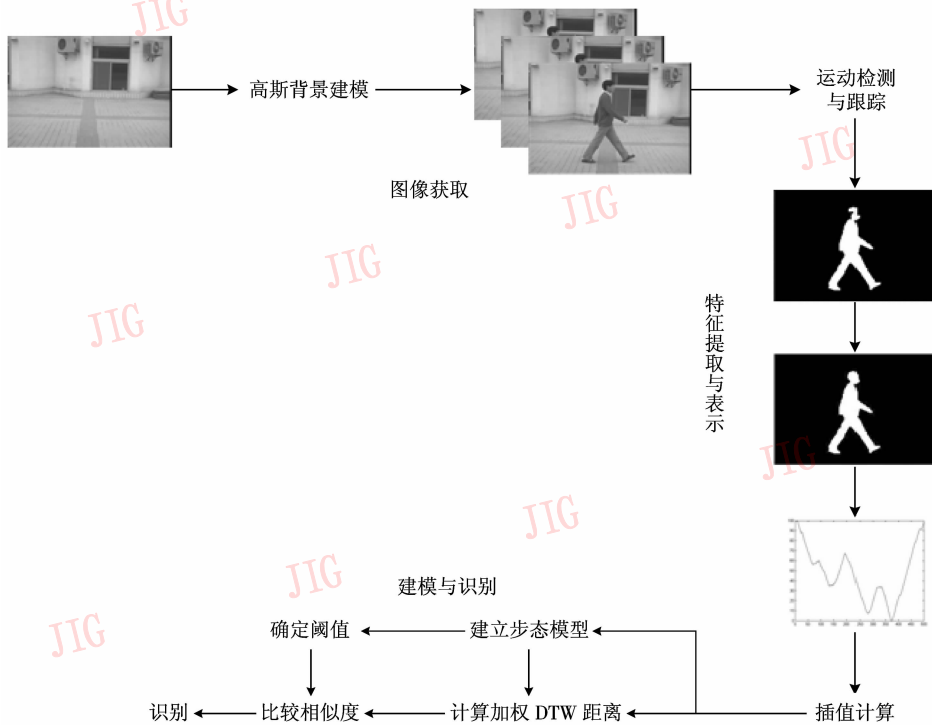 JIG
高斯背景建模
运动检测
与跟踪
图像获取
JIG
JIG
JIG
JIG
特征提取与表示
JIG
JIG
JIG
建模与识别
JIG
确定阈值
建立步态模型
识别
比较相似度
计算加权 DTW 距离
插值计算